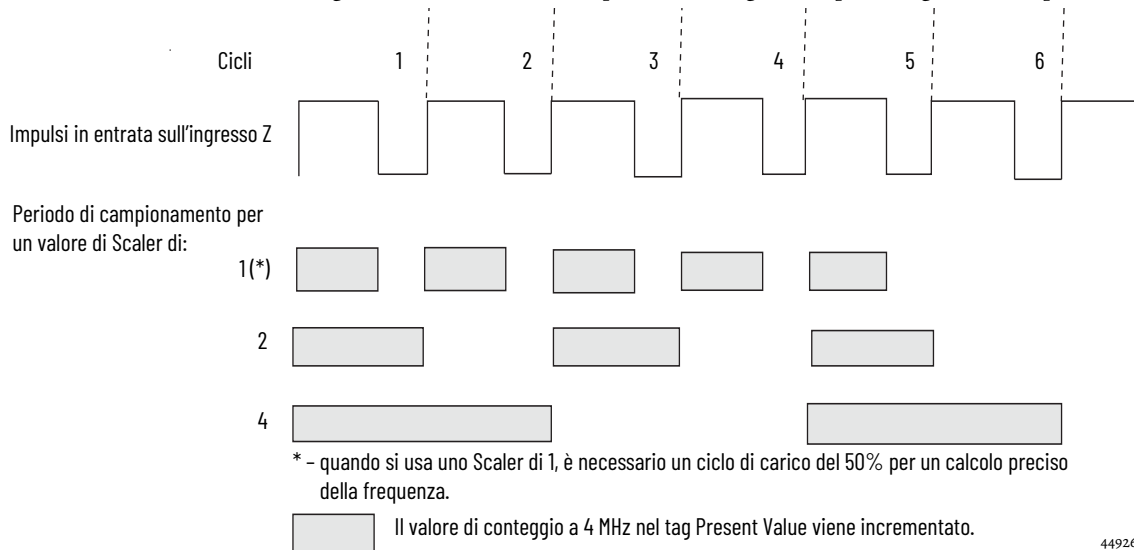 Cicli 1 2 3 4 5 6
Impulsi in entrata sull'ingresso Z
Periodo di campionamento per
un valore di Scaler di:
1 (*)
2
4
* – quando si usa uno Scaler di 1, è necessario un ciclo di carico del 50% per un calcolo preciso
della frequenza.
Il valore di conteggio a 4 MHz nel tag Present Value viene incrementato.
44926